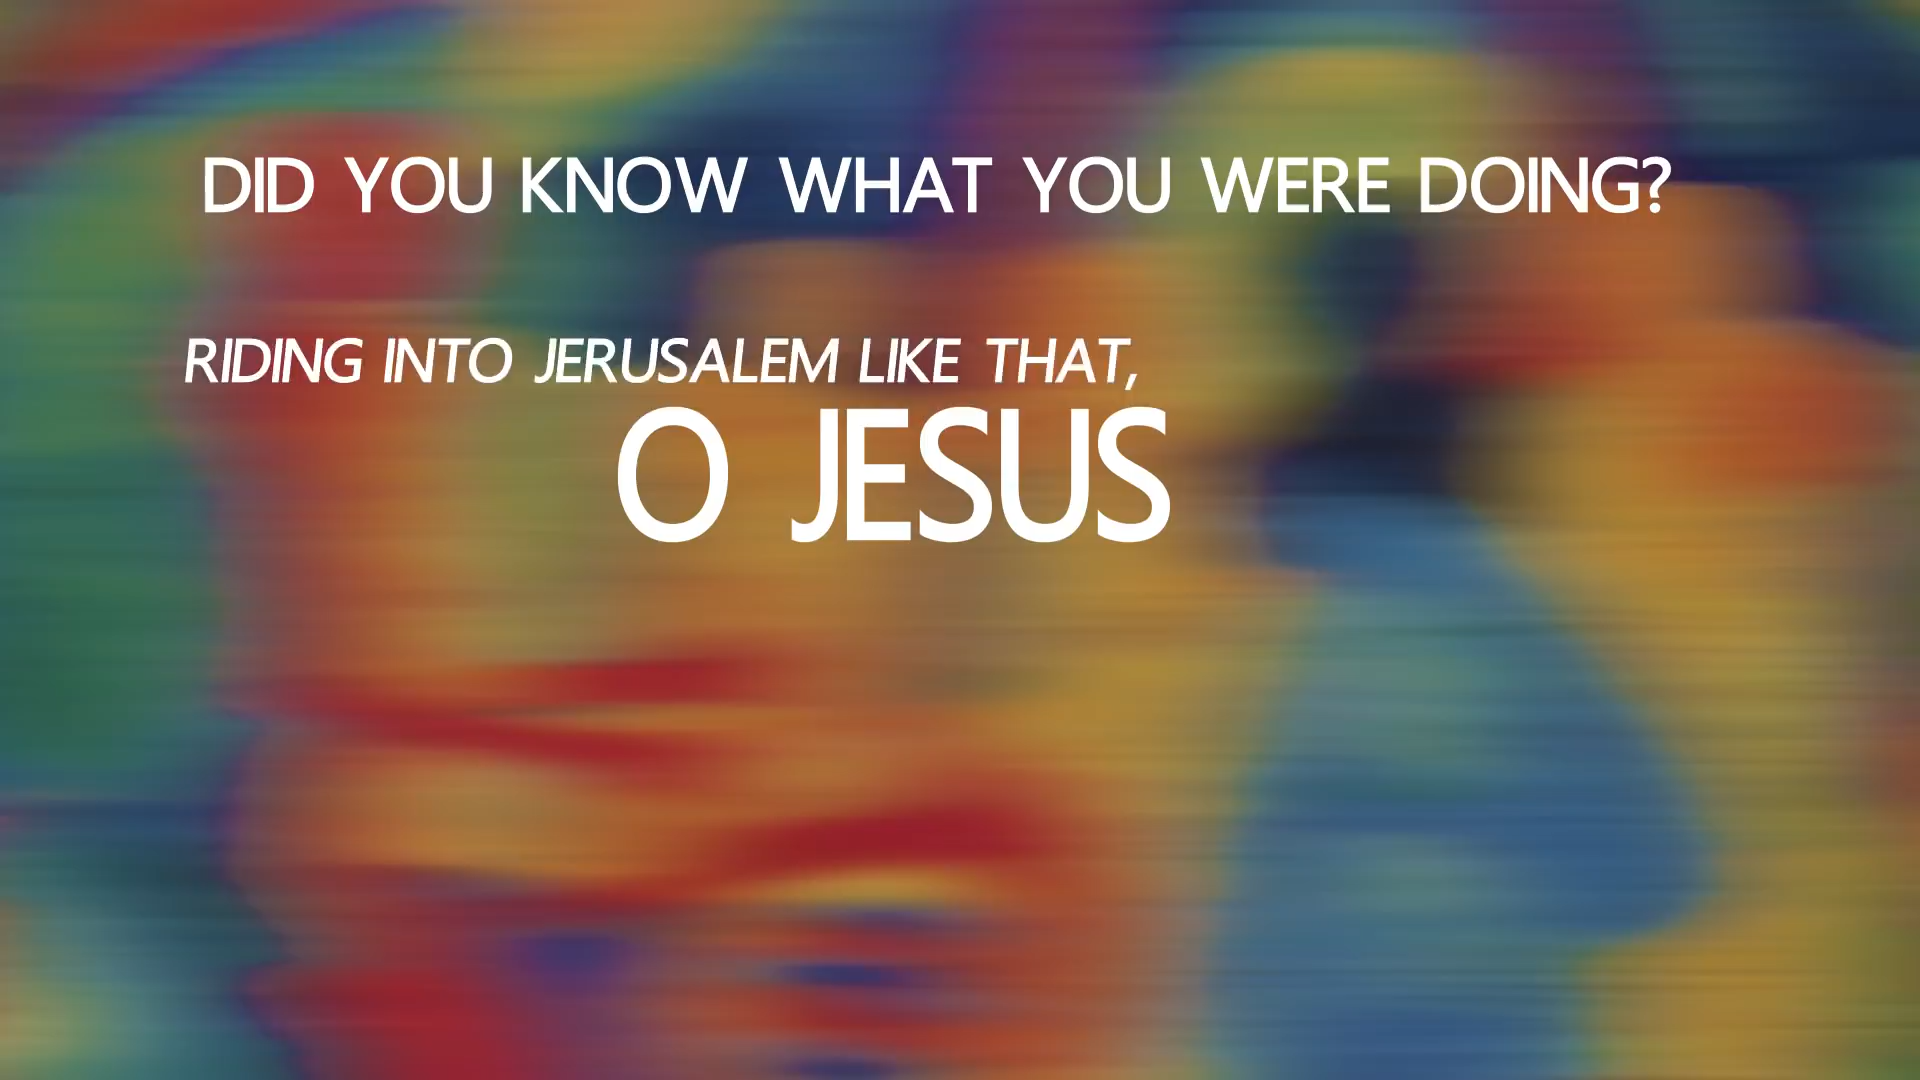 DID YOU KNOW WHAT YOU WERE DOING?
RIDING INTO JERUSALEM LIKE THAT,
O JESUS